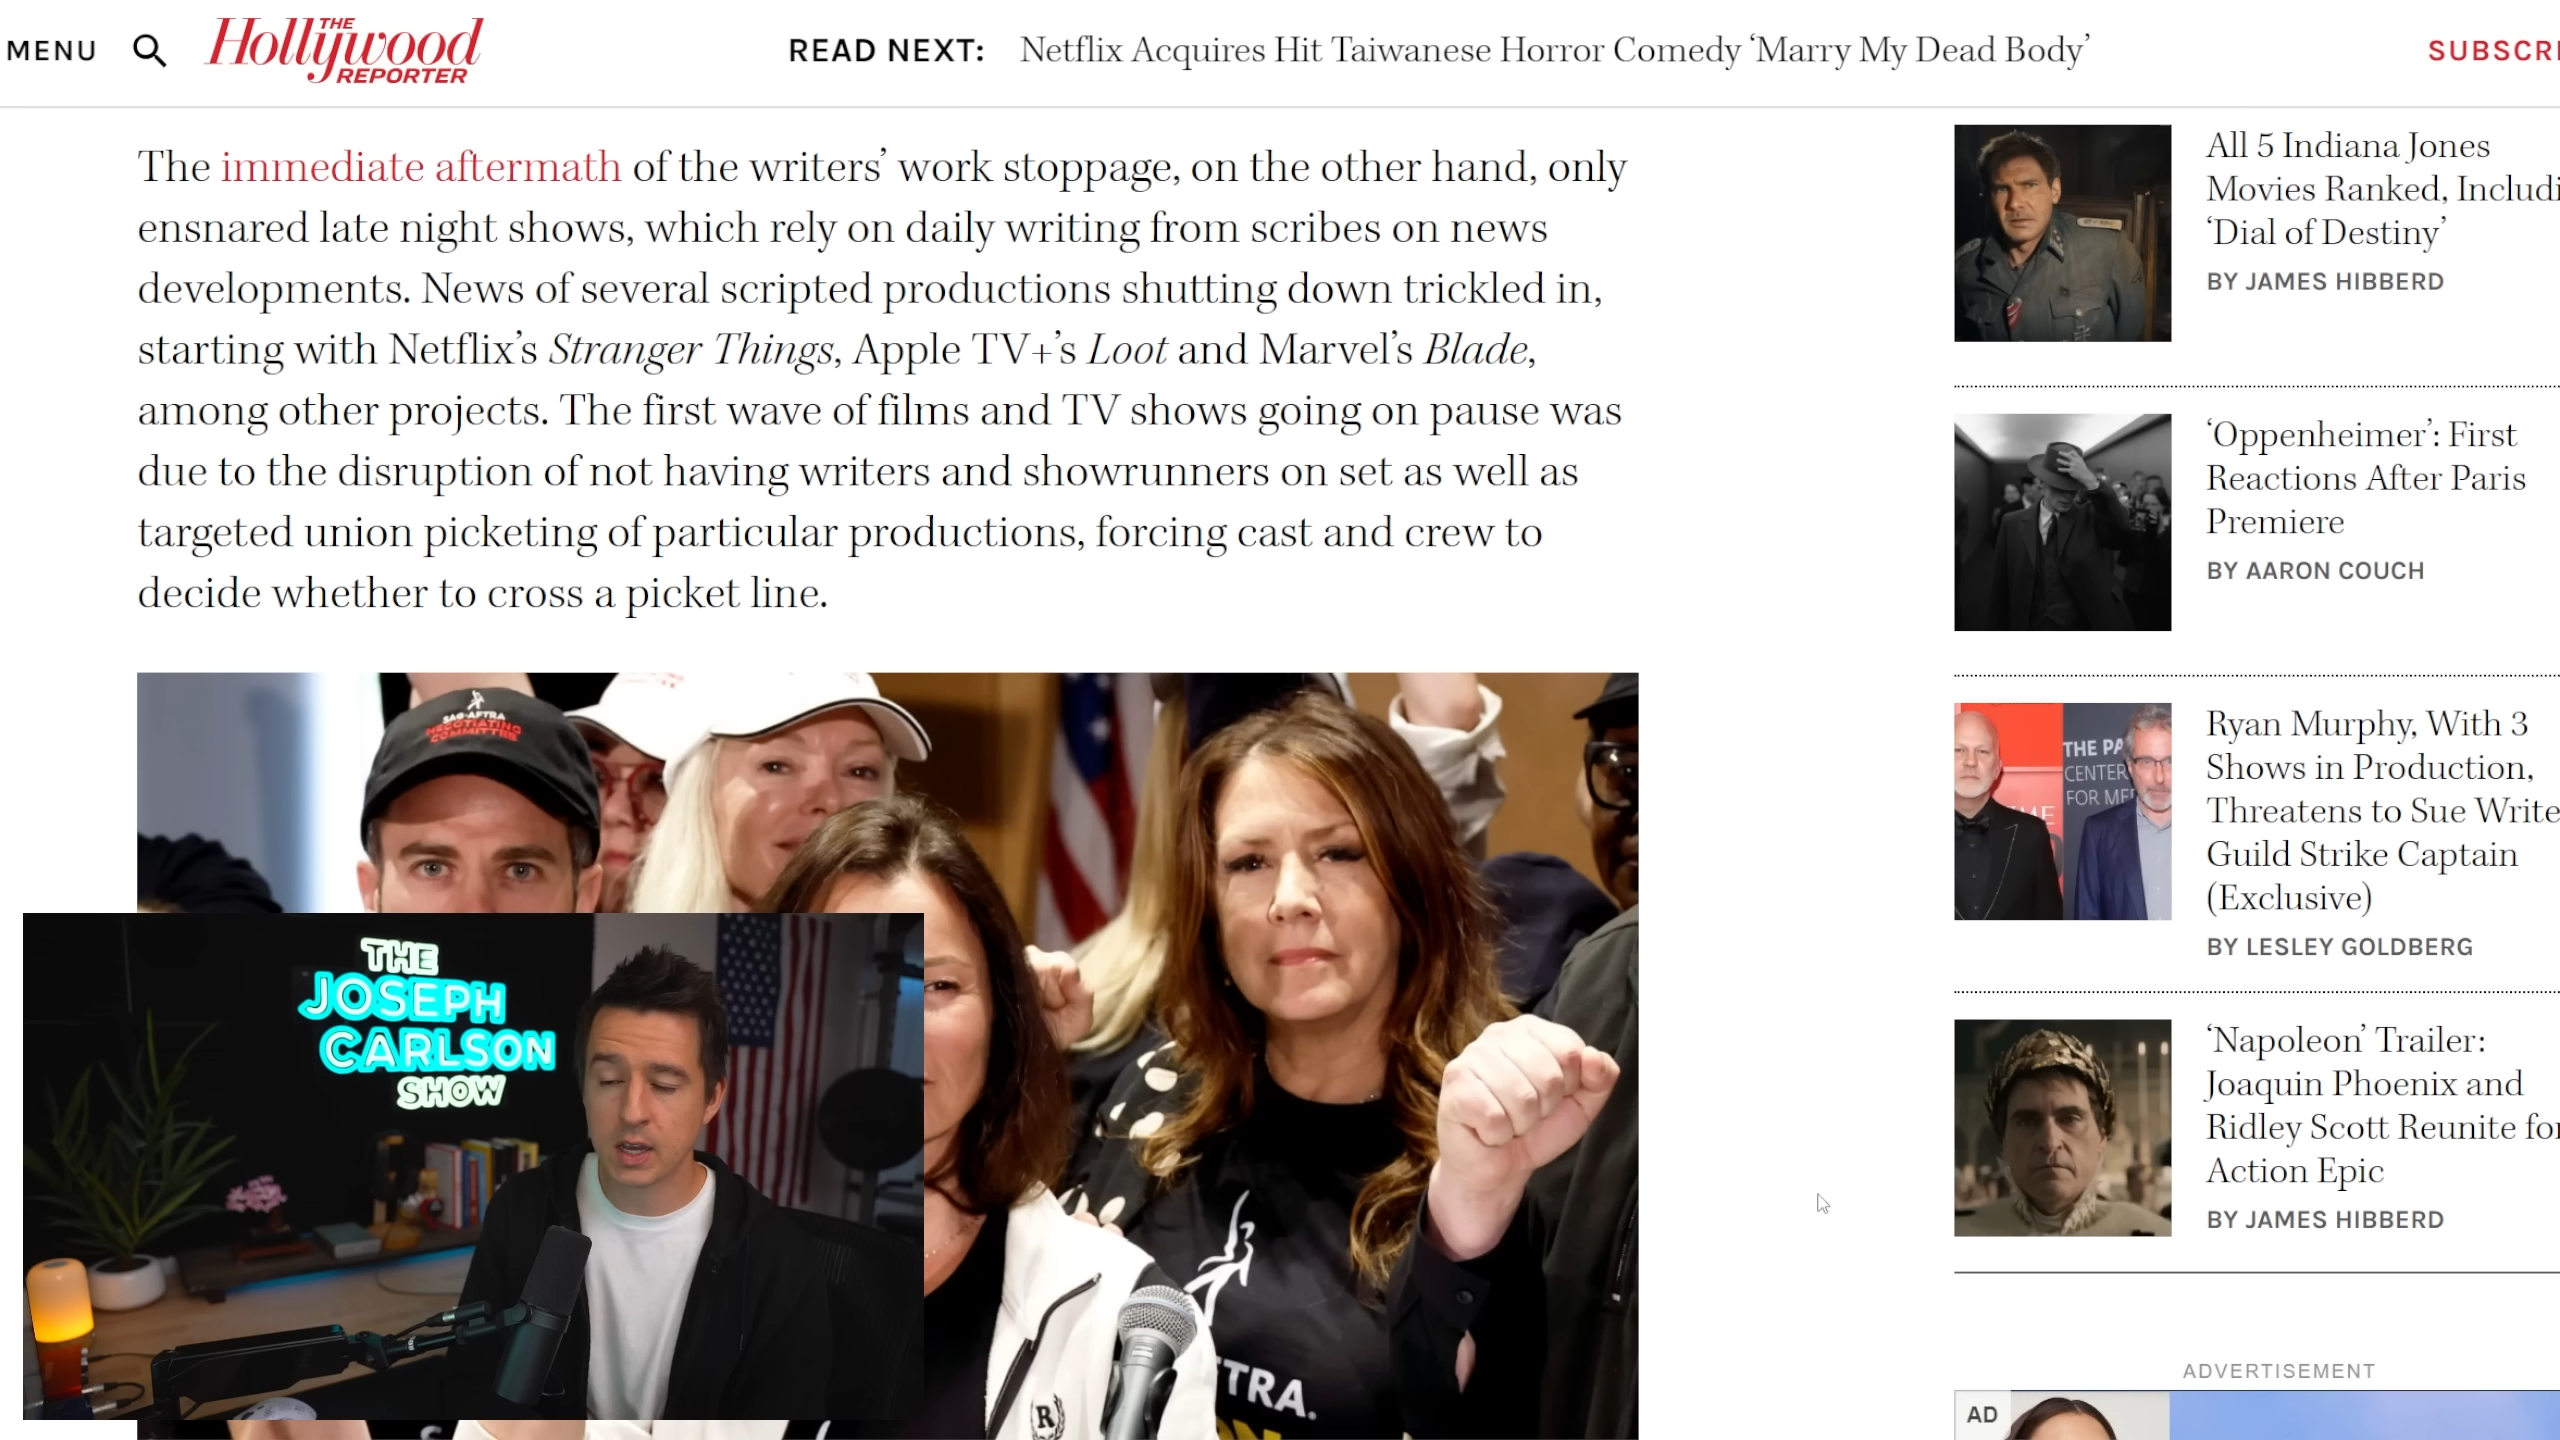 MENU
THE
Hollywood
REPORTER
READ NEXT: Netflix Acquires Hit Taiwanese Horror Comedy ‘Marry My Dead Body’
SUBSCRI
The immediate aftermath of the writers’ work stoppage, on the other hand, only
ensnared late night shows, which rely on daily writing from scribes on news
developments. News of several scripted productions shutting down trickled in,
starting with Netflix’s Stranger Things, Apple TV+’s Loot and Marvel’s Blade,
among other projects. The first wave of films and TV shows going on pause was
due to the disruption of not having writers and showrunners on set as well as
targeted union picketing of particular productions, forcing cast and crew to
decide whether to cross a picket line.
SAG-AFTRA
NEGOTIATING
COMMITTEE
THE
JOSEPH
CARLSON
SHOW
R
TRA.
ON
All 5 Indiana Jones
Movies Ranked, Includi
‘Dial of Destiny’
BY JAMES HIBBERD
‘Oppenheimer’: First
Reactions After Paris
Premiere
BY AARON COUCH
THE PA
CENTER
FOR MED
Ryan Murphy, With 3
Shows in Production,
Threatens to Sue Write
Guild Strike Captain
(Exclusive)
BY LESLEY GOLDBERG
‘Napoleon’ Trailer:
Joaquin Phoenix and
Ridley Scott Reunite for
Action Epic
BY JAMES HIBBERD
ADVERTISEMENT
AD